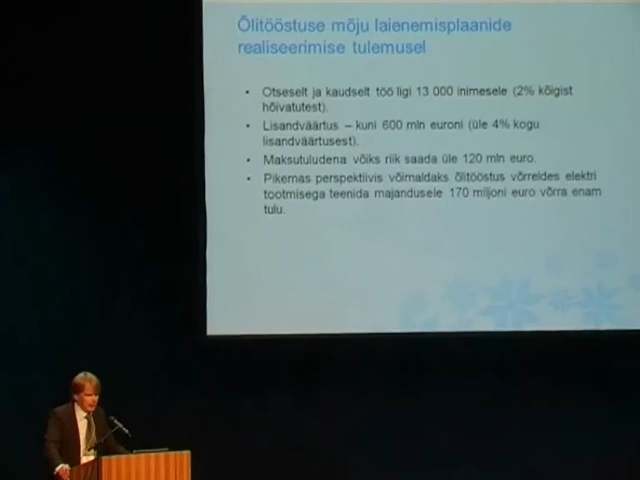 Õlitööstuse mõju laienemisplaanide
realiseerimise tulemusel
• Otseselt ja kaudselt töö ligi 13 000 inimesele (2% kõigist
hõivatutest).
• Lisandväärtus – kuni 600 mln euroni (üle 4% kogu
lisandväärtusest).
• Maksutuludena võiks riik saada üle 120 mln euro.
• Pikemas perspektiivis võimaldaks õlitööstus võrreldes elektri
tootmisega teenida majandusele 170 miljoni euro võrra enam
tulu.